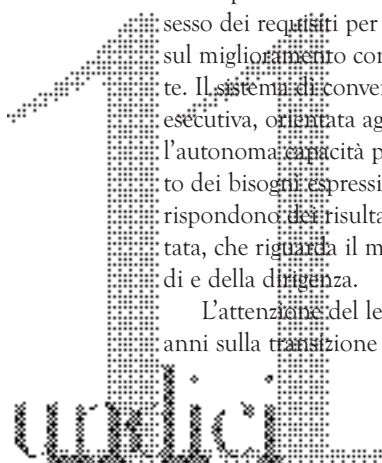 sesso dei requisiti per
sul miglioramento con
te. Il sistema di conver
esecutiva, orientata ag
l'autonoma capacità p
to dei bisogni espressi
rispondono dei risulta
tata, che riguarda il m
di e della dirigenza.
L'attenzione del le
anni sulla transizione
11
undici